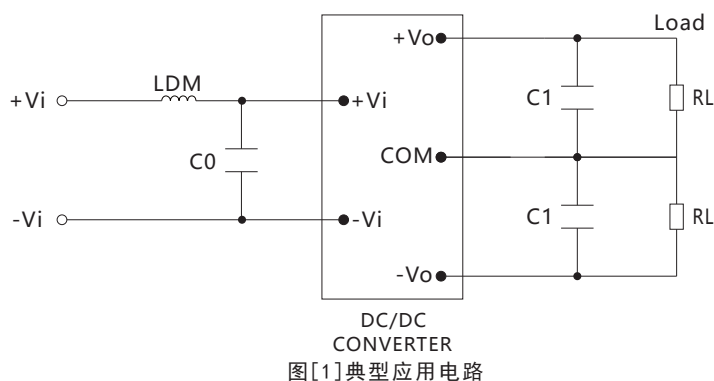 Load
+Vo
LDM
+Vi
+Vi
C1
RL
C0
COM
-Vi
-Vi
C1
RL
-Vo
DC/DC
CONVERTER
图[1]典型应用电路